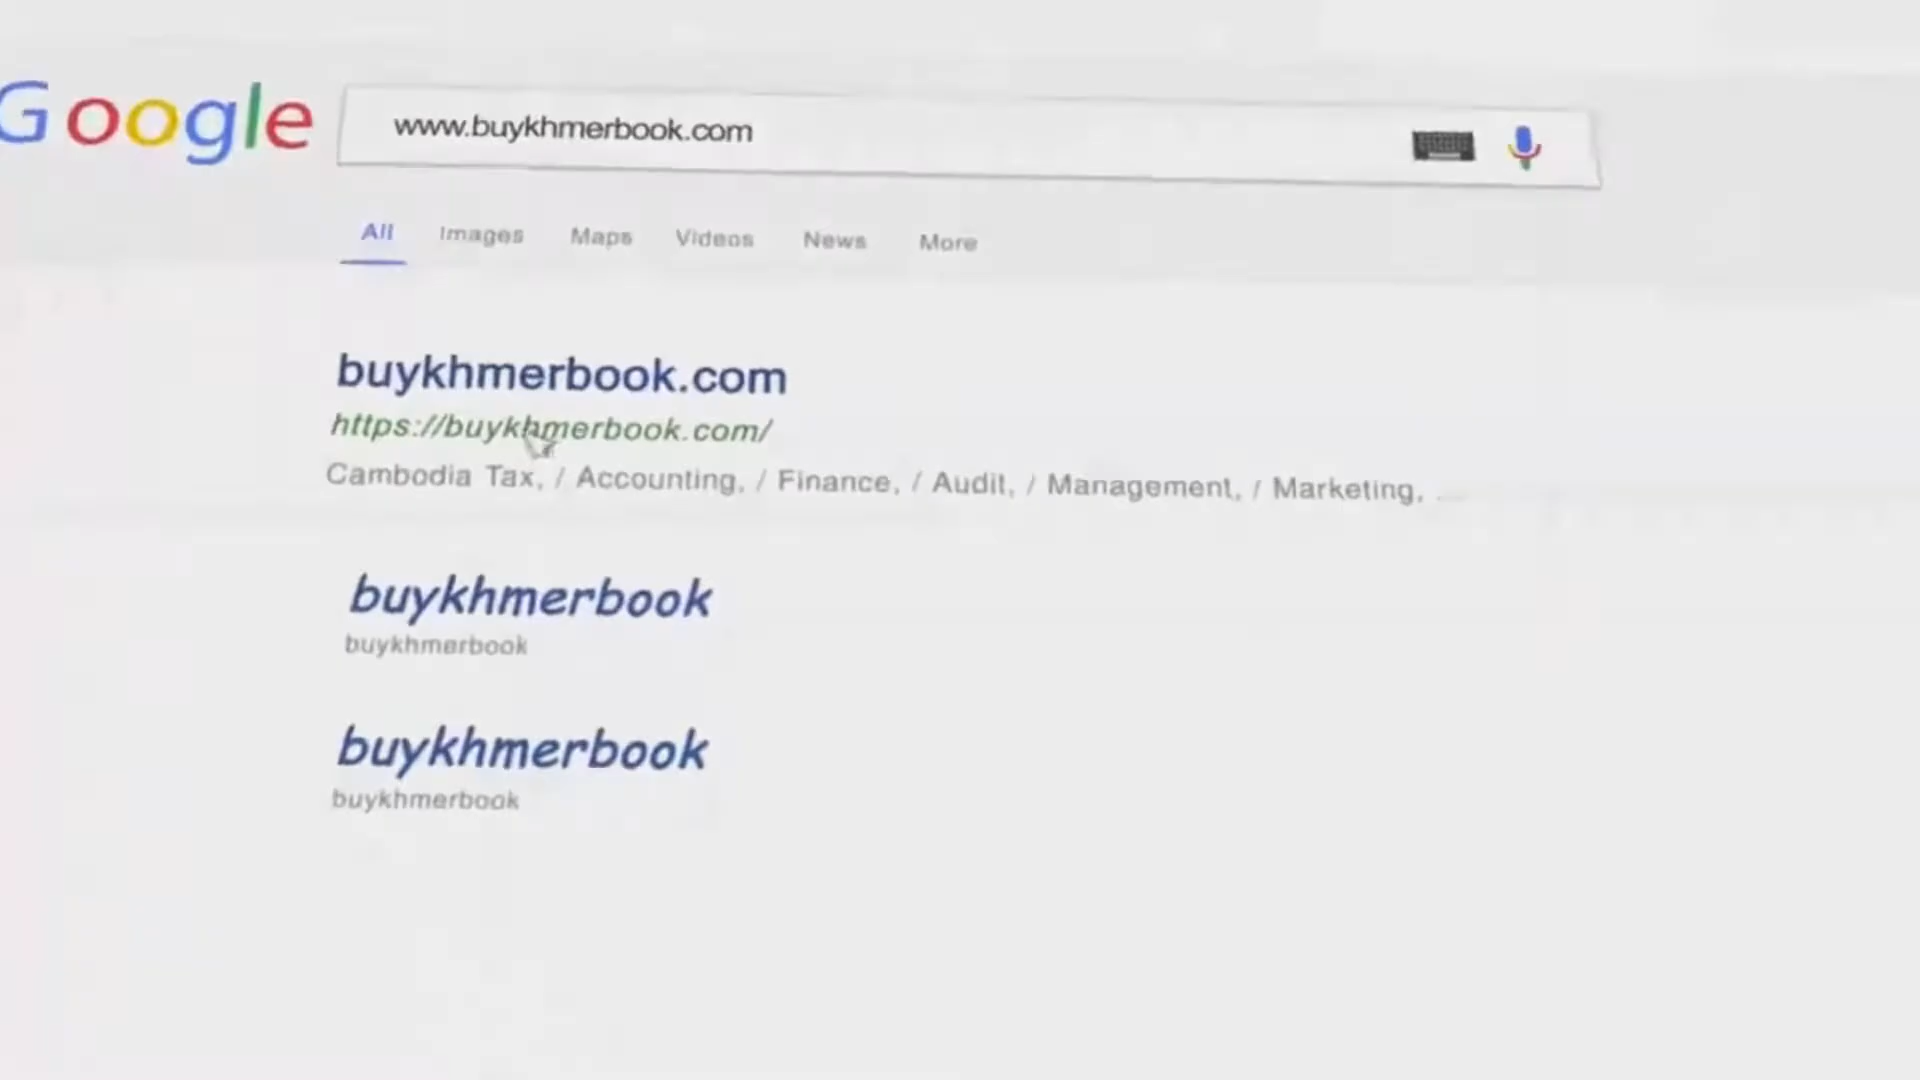 Google
www.buykhmerbook.com
All Images Maps Videos News More
buykhmerbook.com
https://buykhmerbook.com/
Cambodia Tax, / Accounting, / Finance, / Audit, / Management, / Marketing, ...
buykhmerbook
buykhmerbook
buykhmerbook
buykhmerbook